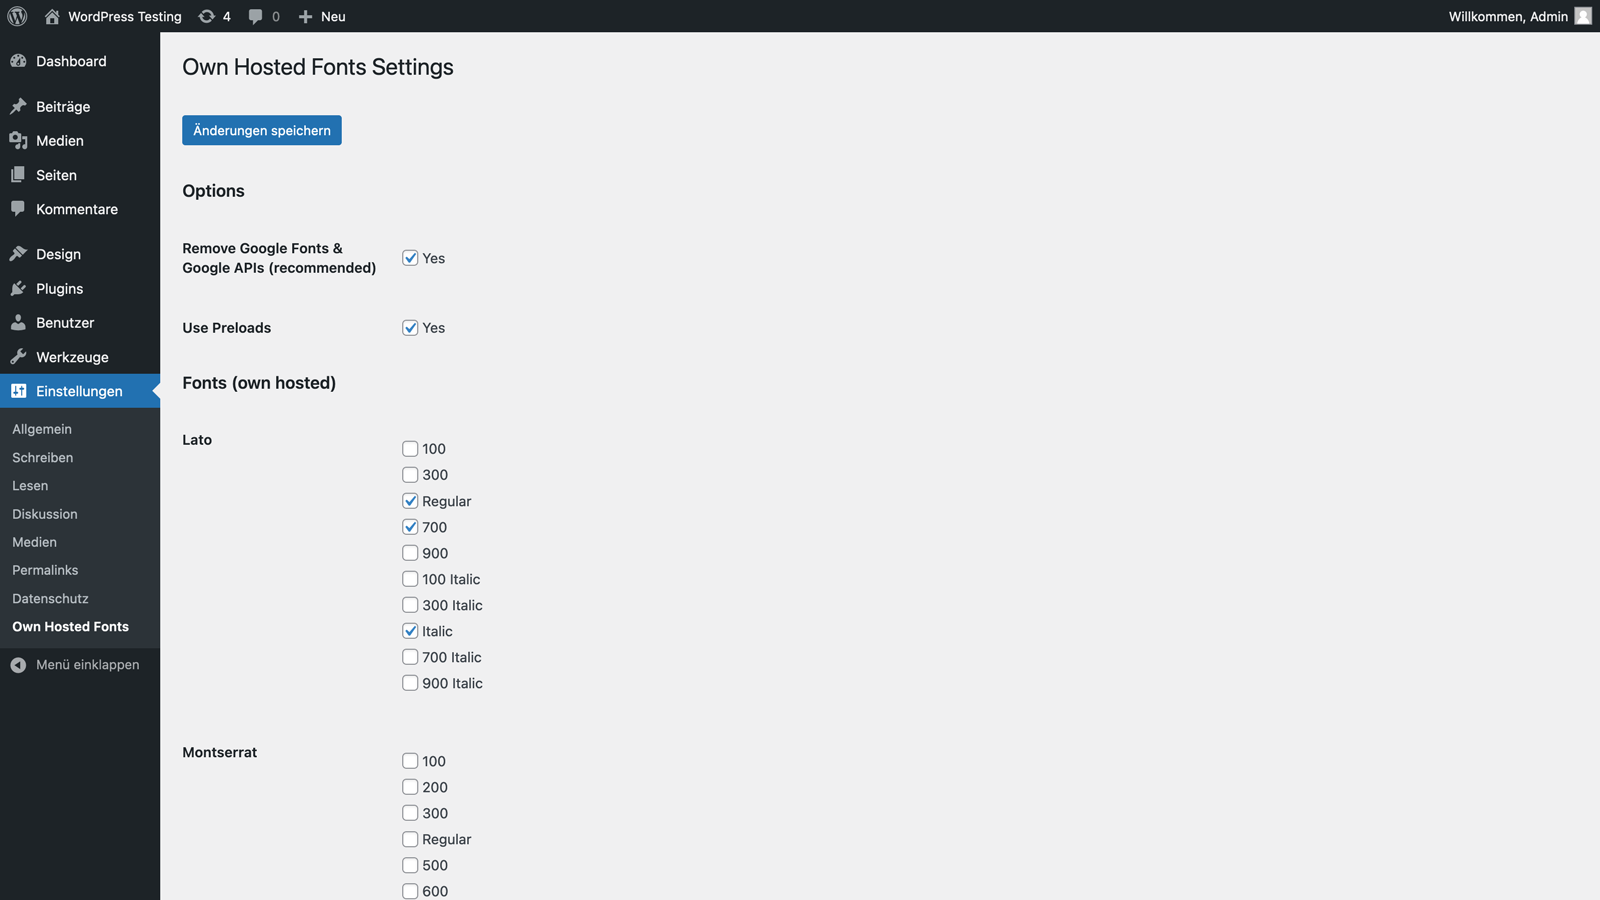 WordPress Testing
4
0
Neu
Willkommen, Admin
Dashboard
Beiträge
Medien
Seiten
Kommentare
Design
Plugins
Benutzer
Werkzeuge
Einstellungen
Allgemein
Schreiben
Lesen
Diskussion
Medien
Permalinks
Datenschutz
Own Hosted Fonts
Menü einklappen
Own Hosted Fonts Settings
Änderungen speichern
Options
Remove Google Fonts &
Google APIs (recommended)
Yes
Use Preloads
Yes
Fonts (own hosted)
Lato
100
300
Regular
700
900
100 Italic
300 Italic
Italic
700 Italic
900 Italic
Montserrat
100
200
300
Regular
500
600